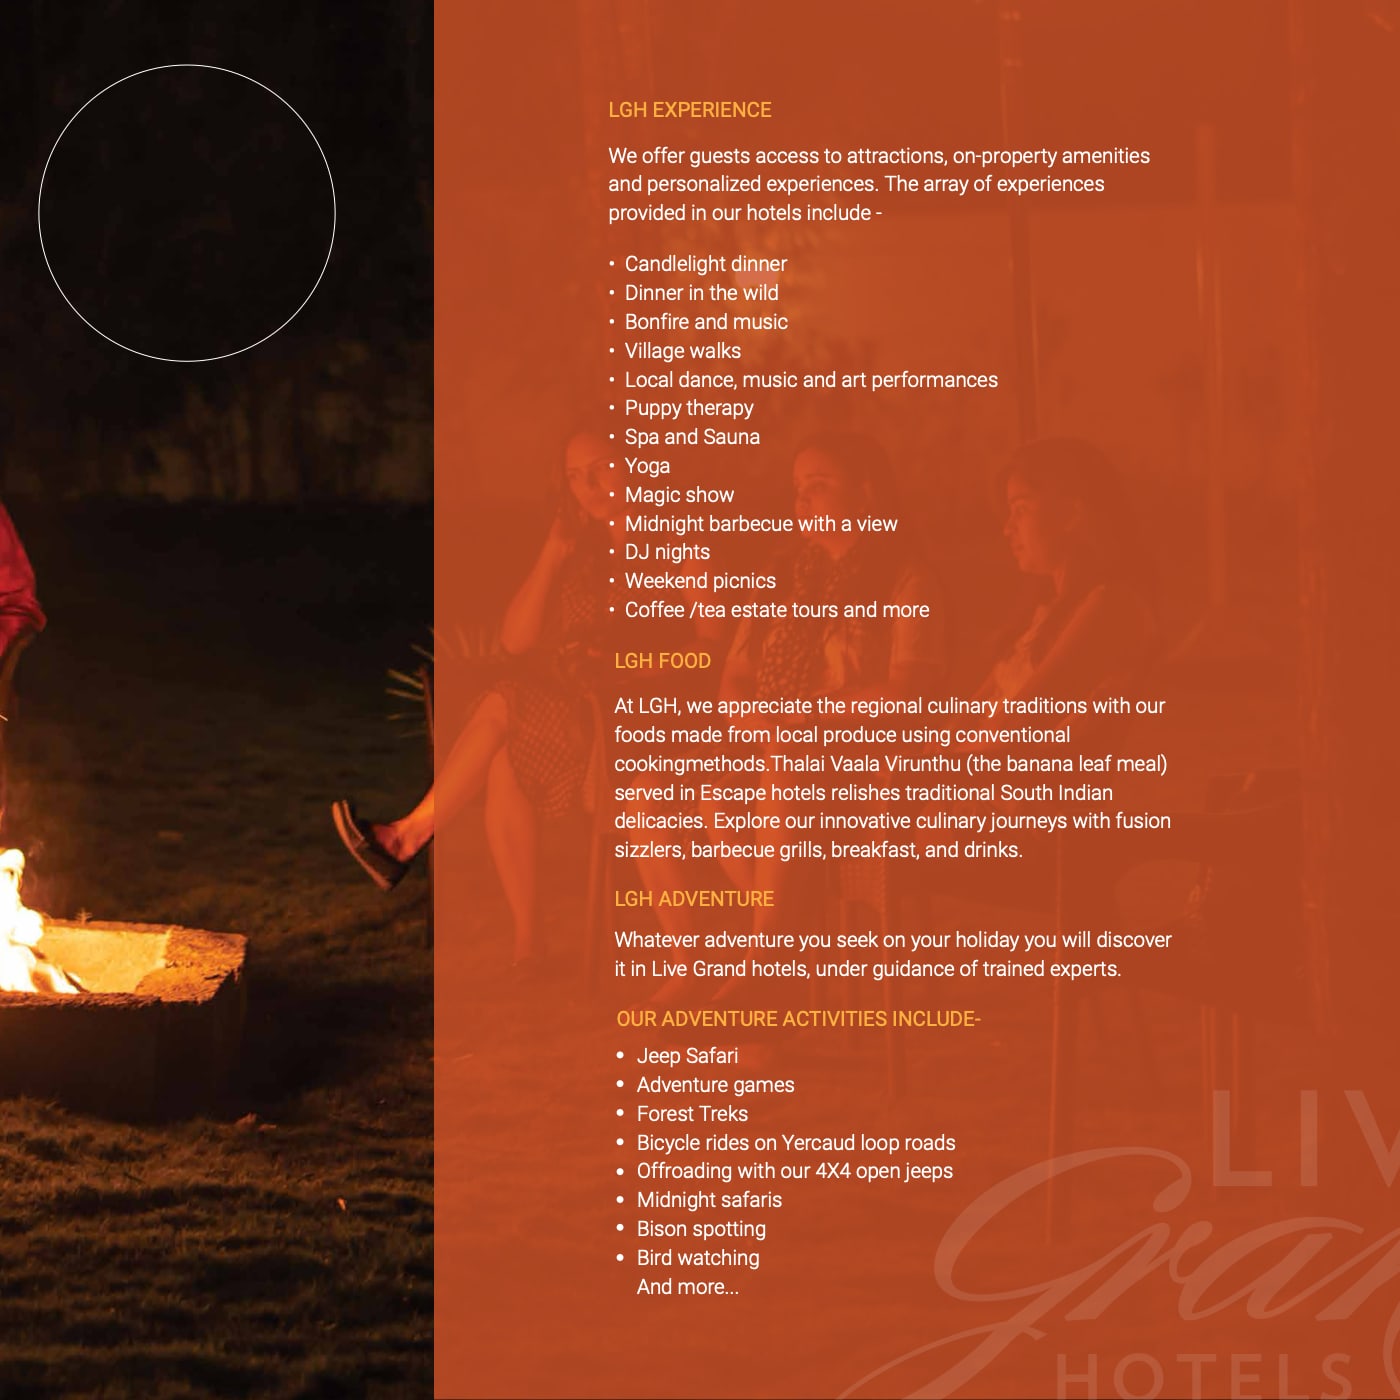 LGH EXPERIENCE
We offer guests access to attractions, on-property amenities
and personalized experiences. The array of experiences
provided in our hotels include -
• Candlelight dinner
• Dinner in the wild
• Bonfire and music
• Village walks
• Local dance, music and art performances
• Puppy therapy
• Spa and Sauna
• Yoga
• Magic show
• Midnight barbecue with a view
• DJ nights
• Weekend picnics
• Coffee /tea estate tours and more
LGH FOOD
At LGH, we appreciate the regional culinary traditions with our
foods made from local produce using conventional
cookingmethods.Thalai Vaala Virunthu (the banana leaf meal)
served in Escape hotels relishes traditional South Indian
delicacies. Explore our innovative culinary journeys with fusion
sizzlers, barbecue grills, breakfast, and drinks.
LGH ADVENTURE
Whatever adventure you seek on your holiday you will discover
it in Live Grand hotels, under guidance of trained experts.
OUR ADVENTURE ACTIVITIES INCLUDE-
• Jeep Safari
• Adventure games
• Forest Treks
• Bicycle rides on Yercaud loop roads
• Offroading with our 4X4 open jeeps
• Midnight safaris
• Bison spotting
• Bird watching
And more...
LIV
Gran
HOTELS